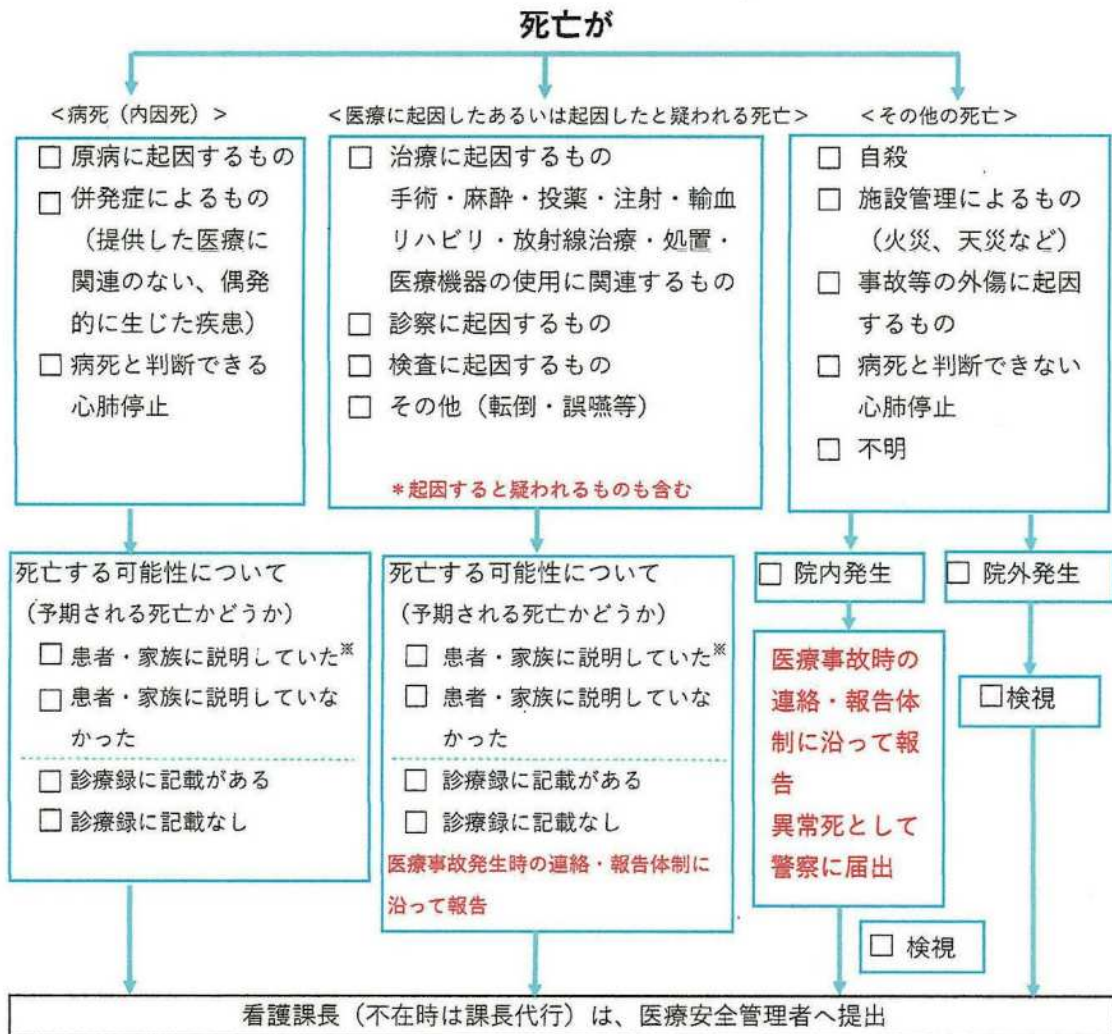 死亡が
<病死（内因死）>
□ 原病に起因するもの
□ 併発症によるもの
（提供した医療に
関連のない、偶発
的に生じた疾患）
□ 病死と判断できる
心肺停止
<医療に起因したあるいは起因したと疑われる死亡>
□ 治療に起因するもの
手術・麻酔・投薬・注射・輸血
リハビリ・放射線治療・処置・
医療機器の使用に関連するもの
□ 診察に起因するもの
□ 検査に起因するもの
□ その他（転倒・誤嚥等）
＊起因すると疑われるものも含む
<その他の死亡>
□ 自殺
□ 施設管理によるもの
（火災、天災など）
□ 事故等の外傷に起因
するもの
□ 病死と判断できない
心肺停止
□ 不明
死亡する可能性について
（予期される死亡かどうか）
□ 患者・家族に説明していた※
□ 患者・家族に説明していな
かった
□ 診療録に記載がある
□ 診療録に記載なし
死亡する可能性について
（予期される死亡かどうか）
□ 患者・家族に説明していた※
□ 患者・家族に説明していな
かった
□ 診療録に記載がある
□ 診療録に記載なし
医療事故発生時の連絡・報告体制に
沿って報告
□ 院内発生
医療事故時の
連絡・報告体
制に沿って報
告
異常死として
警察に届出
□ 検視
□ 院外発生
□検視
看護課長（不在時は課長代行）は、医療安全管理者へ提出